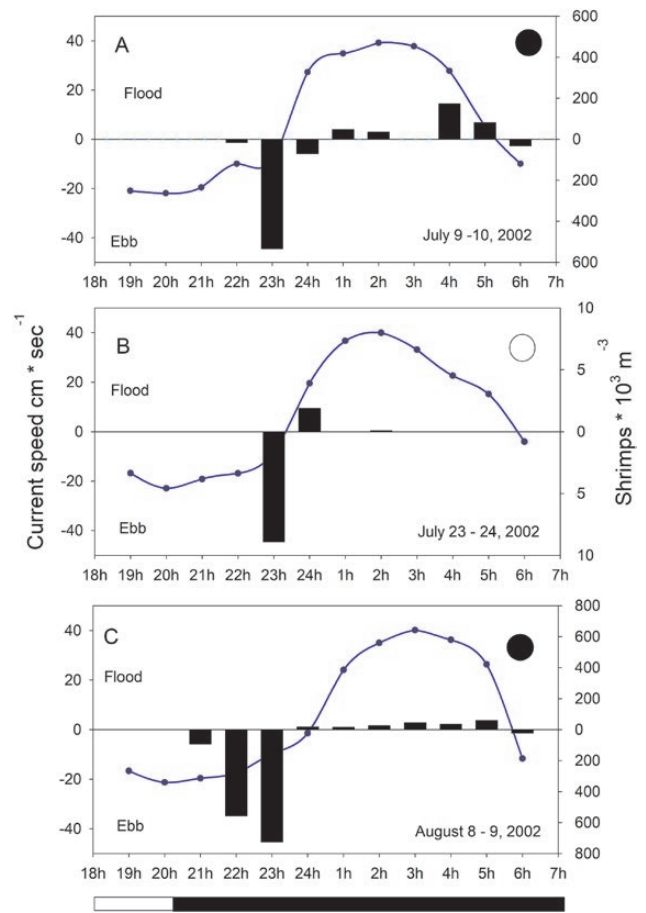 A
40
20
0
-20
-40
Flood
Ebb
600
400
200
0
200
400
600
July 9 -10, 2002
18h 19h 20h 21h 22h 23h 24h 1h 2h 3h 4h 5h 6h 7h
Current speed cm * sec⁻¹
Shrimps * 10³ m⁻³
B
40
20
0
-20
-40
Flood
Ebb
10
5
0
5
10
July 23 - 24, 2002
18h 19h 20h 21h 22h 23h 24h 1h 2h 3h 4h 5h 6h 7h
C
40
20
0
-20
-40
Flood
Ebb
800
600
400
200
0
200
400
600
800
August 8 - 9, 2002
18h 19h 20h 21h 22h 23h 24h 1h 2h 3h 4h 5h 6h 7h